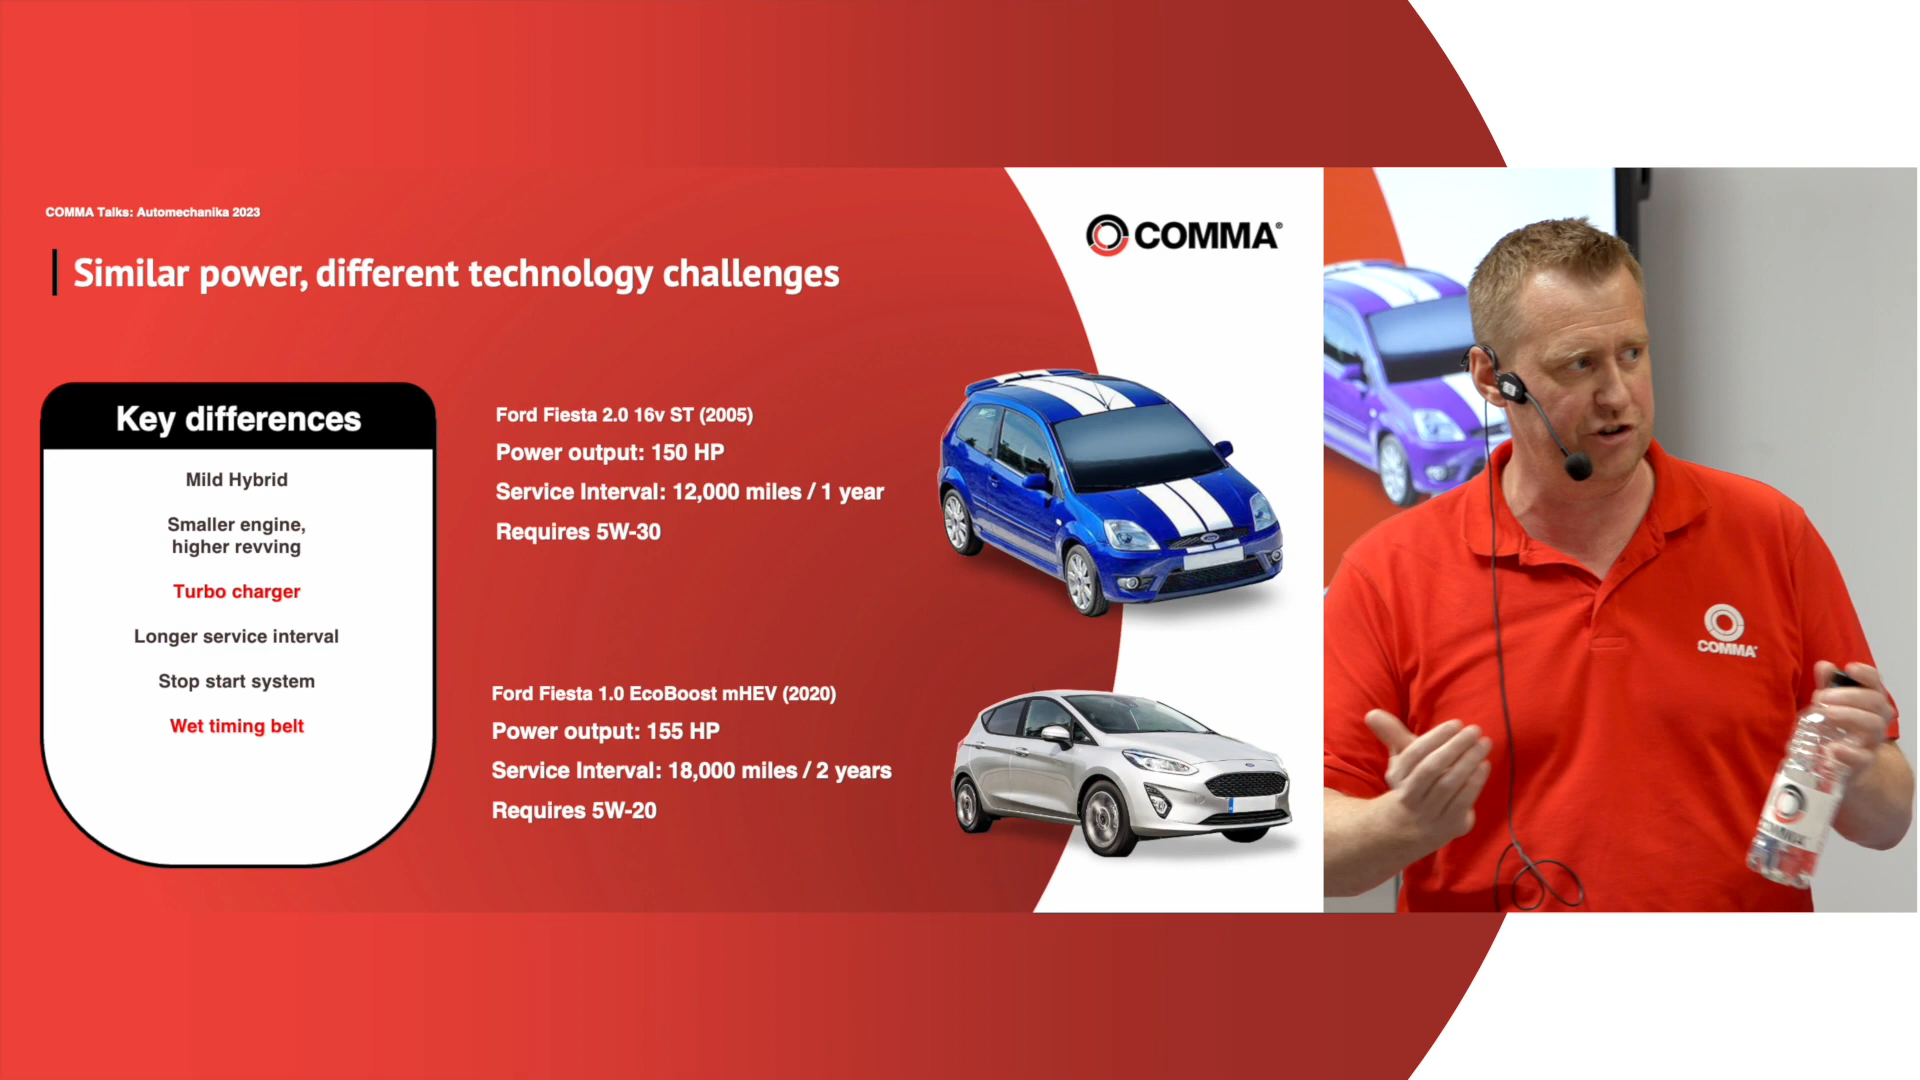 COMMA Talks: Automechanika 2023
COMMA®
Similar power, different technology challenges
Key differences
Mild Hybrid
Smaller engine,
higher revving
Turbo charger
Longer service interval
Stop start system
Wet timing belt
Ford Fiesta 2.0 16v ST (2005)
Power output: 150 HP
Service Interval: 12,000 miles / 1 year
Requires 5W-30
Ford Fiesta 1.0 EcoBoost mHEV (2020)
Power output: 155 HP
Service Interval: 18,000 miles / 2 years
Requires 5W-20
COMMA
COMMA